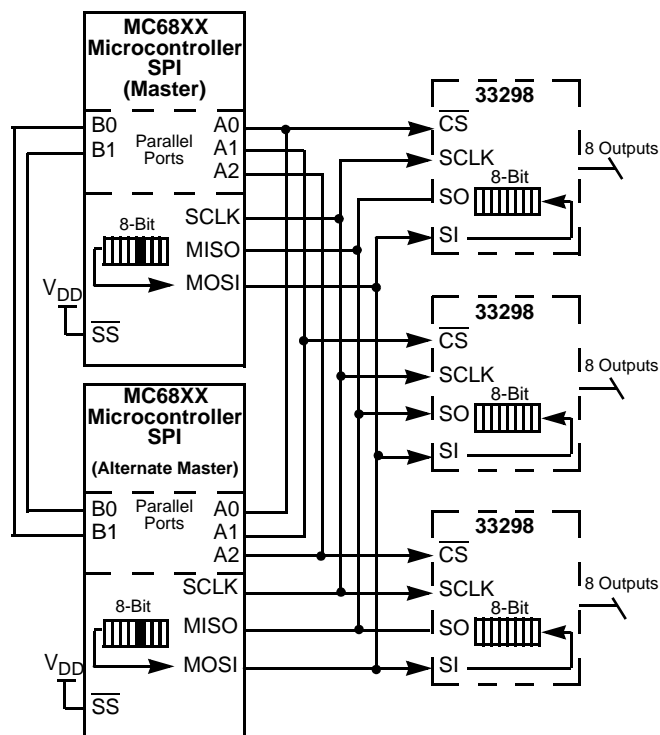 MC68XX
Microcontroller
SPI
(Master)
B0
B1
Parallel
Ports
A0
A1
A2
8-Bit
SCLK
MISO
MOSI
VDD
SS
MC68XX
Microcontroller
SPI
(Alternate Master)
B0
B1
Parallel
Ports
A0
A1
A2
8-Bit
SCLK
MISO
MOSI
VDD
SS
33298
CS
SCLK
SO
8-Bit
SI
8 Outputs
33298
CS
SCLK
SO
8-Bit
SI
8 Outputs
33298
CS
SCLK
SO
8-Bit
SI
8 Outputs